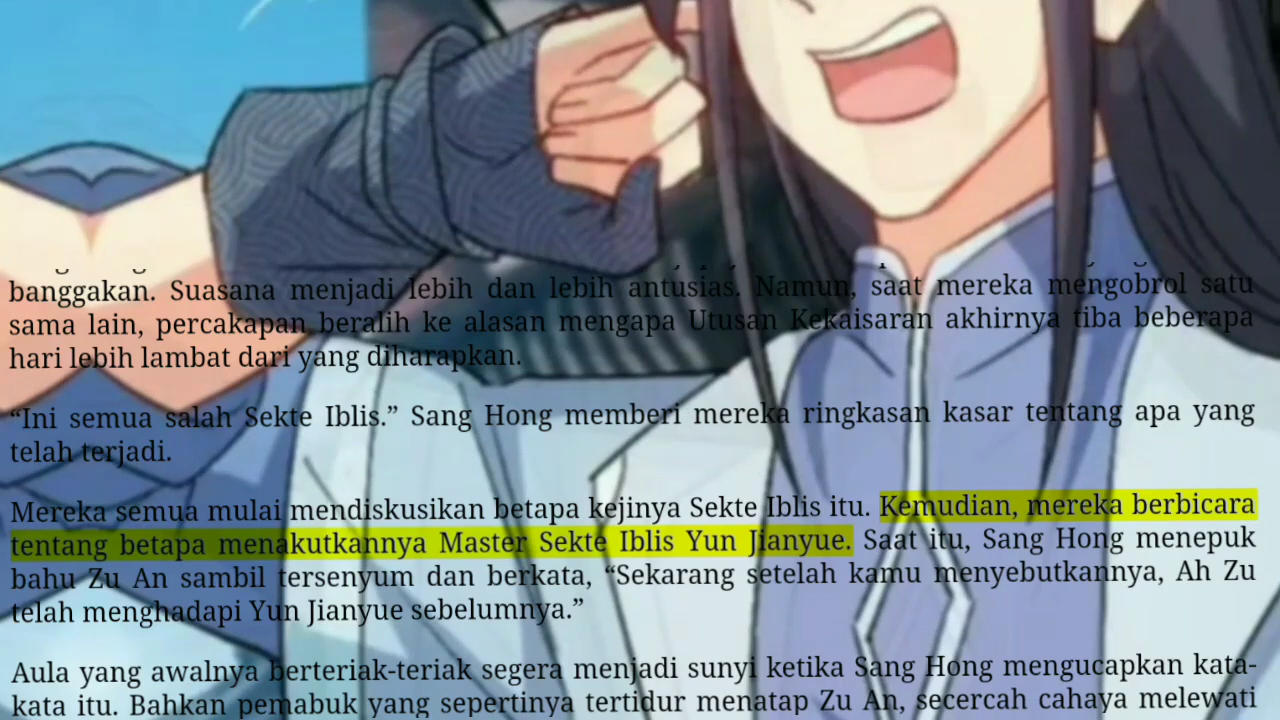 banggakan. Suasana menjadi lebih dan lebih antusias. Namun, saat mereka mengobrol satu
sama lain, percakapan beralih ke alasan mengapa Utusan Kekaisaran akhirnya tiba beberapa
hari lebih lambat dari yang diharapkan.
“Ini semua salah Sekte Iblis.” Sang Hong memberi mereka ringkasan kasar tentang apa yang
telah terjadi.
Mereka semua mulai mendiskusikan betapa kejinya Sekte Iblis itu. Kemudian, mereka berbicara
tentang betapa menakutkannya Master Sekte Iblis Yun Jianyue. Saat itu, Sang Hong menepuk
bahu Zu An sambil tersenyum dan berkata, “Sekarang setelah kamu menyebutkannya, Ah Zu
telah menghadapi Yun Jianyue sebelumnya.”
Aula yang awalnya berteriak-teriak segera menjadi sunyi ketika Sang Hong mengucapkan kata-
kata itu. Bahkan pemabuk yang sepertinya tertidur menatap Zu An, secercah cahaya melewati